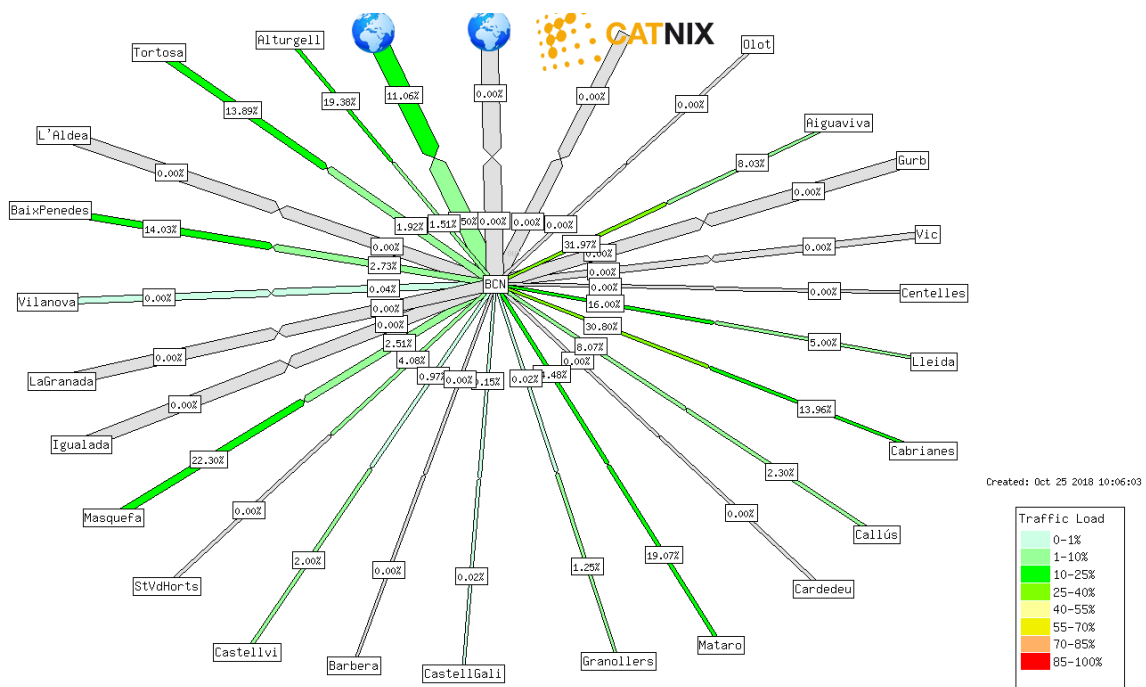 CATNIX
Alturgell
Olot
Tortosa
11.06%
0.00%
0.00%
19.38%
0.00%
13.89%
Aiguaviva
L'Aldea
8.03%
Gurb
0.00%
0.00%
BaixPenedes
14.03%
1.92%
1.51%
0.00%
0.00%
0.00%
Vic
31.97%
0.00%
0.00%
2.73%
0.00%
BCN
Vilanova
0.00%
0.04%
0.00%
0.00%
Centelles
0.00%
16.00%
0.00%
30.80%
5.00%
2.51%
8.07%
LaGranada
0.00%
4.08%
0.00%
Lleida
0.97%
0.00%
0.02%
Igualada
0.00%
13.96%
Cabrianes
22.30%
2.30%
Created: Oct 25 2018 10:06:03
Masquefa
0.00%
0.00%
Callús
Traffic Load
0-1%
1-10%
10-25%
25-40%
40-55%
55-70%
70-85%
85-100%
2.00%
19.07%
StVdHorts
0.00%
0.02%
1.25%
Cardedeu
Castellvi
Mataro
Barbera
CastellGali
Granollers